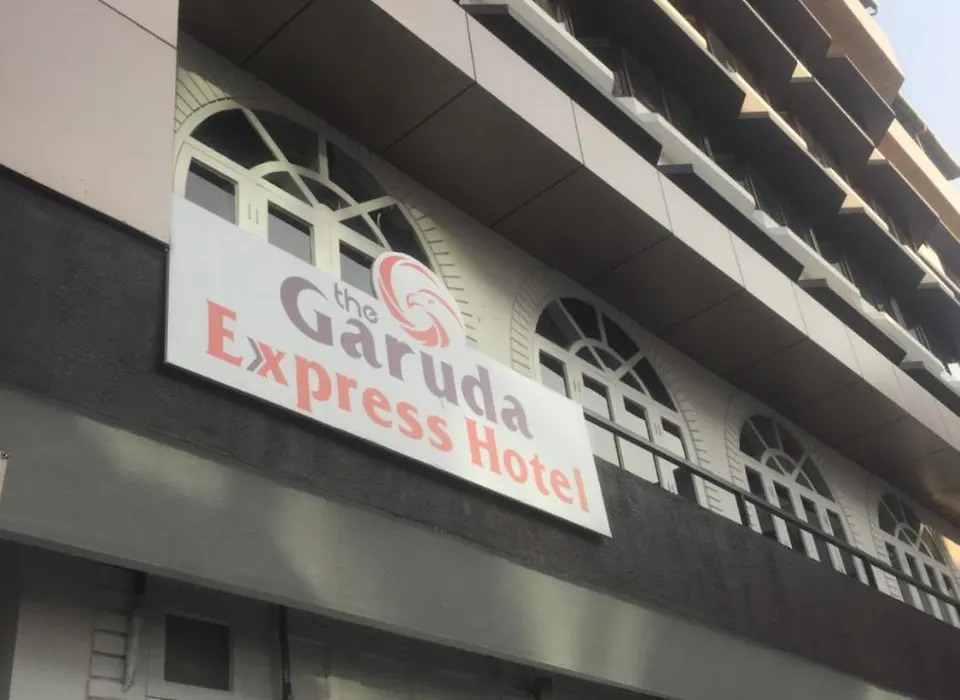 the
Garuda
Express Hotel